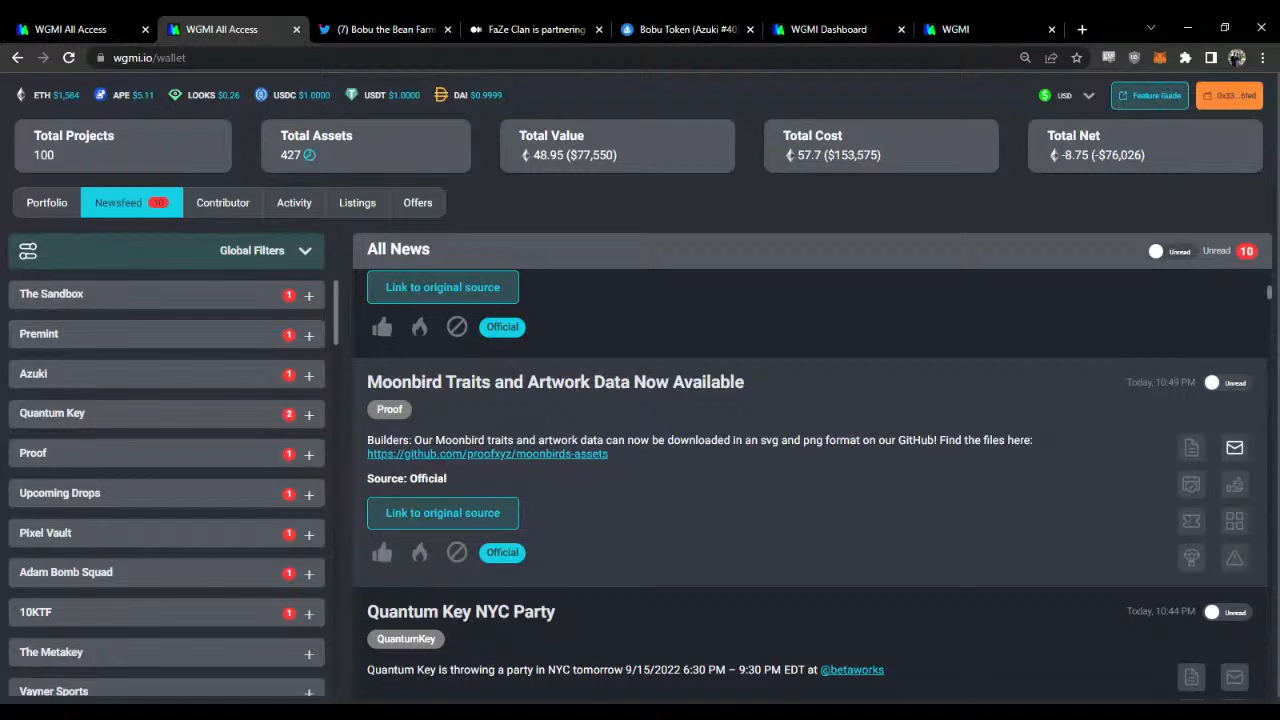 WGMI All Access
WGMI All Access
(7) Bobu the Bean Farm
FaZe Clan is partnering
Bobu Token (Azuki #40
WGMI Dashboard
WGMI
wgmi.io/wallet
ETH $1,584
APE $5.11
LOOKS $0.26
USDC $1.0000
USDT $1.0000
DAI $0.9999
USD
Feature Guide
0x33...6fed
Total Projects
100
Total Assets
427
Total Value
48.95 ($77,550)
Total Cost
57.7 ($153,575)
Total Net
-8.75 (-$76,026)
Portfolio
Newsfeed 10
Contributor
Activity
Listings
Offers
Global Filters
The Sandbox 1 +
Premint 1 +
Azuki 1 +
Quantum Key 2 +
Proof 1 +
Upcoming Drops 1 +
Pixel Vault 1 +
Adam Bomb Squad 1 +
10KTF 1 +
The Metakey +
Vayner Sports +
All News
Unread
Unread 10
Link to original source
Official
Moonbird Traits and Artwork Data Now Available
Today, 10:49 PM
Unread
Proof
Builders: Our Moonbird traits and artwork data can now be downloaded in an svg and png format on our GitHub! Find the files here:
https://github.com/proofxyz/moonbirds-assets
Source: Official
Link to original source
Official
Quantum Key NYC Party
Today, 10:44 PM
Unread
QuantumKey
Quantum Key is throwing a party in NYC tomorrow 9/15/2022 6:30 PM – 9:30 PM EDT at @betaworks